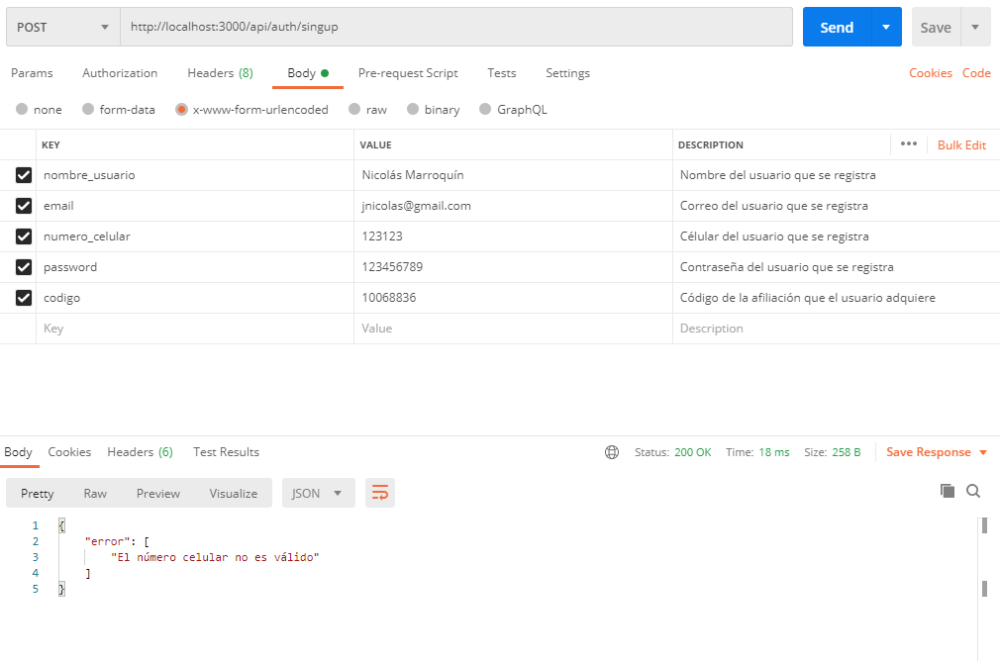 POST http://localhost:3000/api/auth/singup Send Save
Params Authorization Headers (8) Body Pre-request Script Tests Settings Cookies Code
none form-data x-www-form-urlencoded raw binary GraphQL
KEY VALUE DESCRIPTION ••• Bulk Edit
nombre_usuario Nicolás Marroquín Nombre del usuario que se registra
email jnicolas@gmail.com Correo del usuario que se registra
numero_celular 123123 Célular del usuario que se registra
password 123456789 Contraseña del usuario que se registra
codigo 10068836 Código de la afiliación que el usuario adquiere
Key Value Description
Body Cookies Headers (6) Test Results Status: 200 OK Time: 18 ms Size: 258 B Save Response
Pretty Raw Preview Visualize JSON
1 {
2 "error": [
3 "El número celular no es válido"
4 ]
5 }